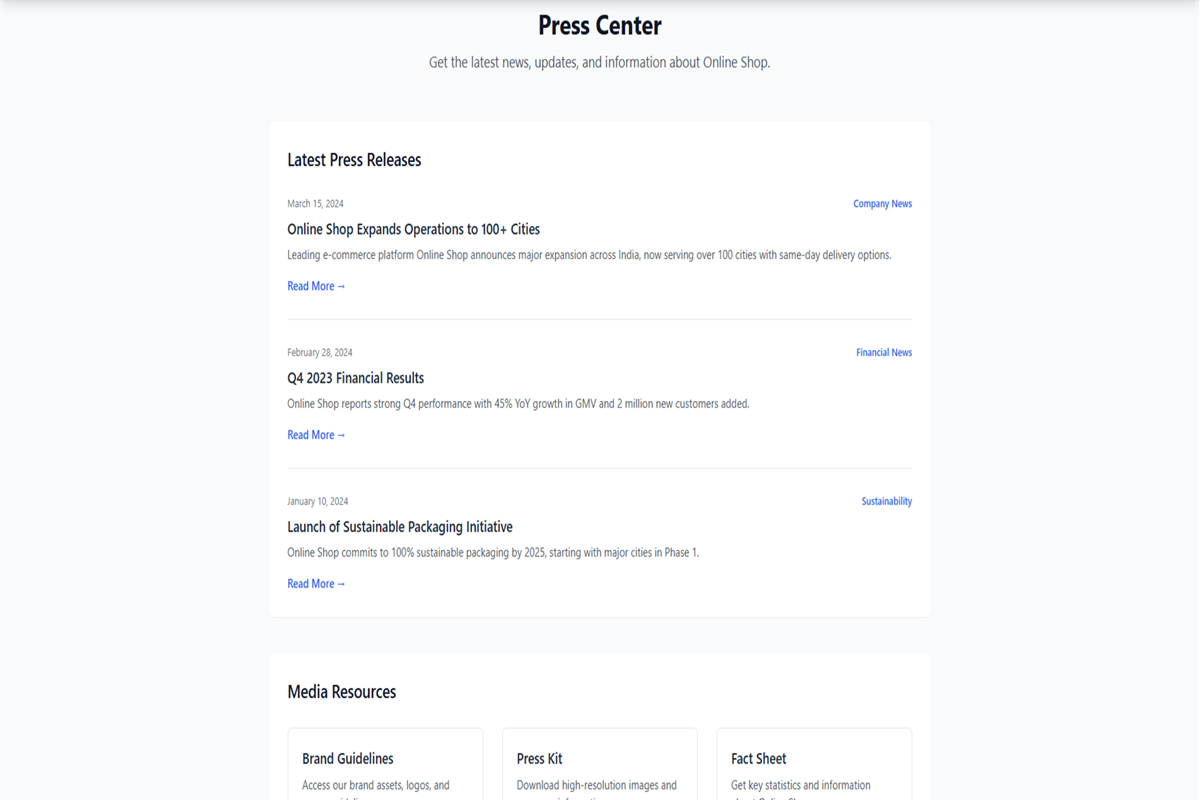 Press Center
Get the latest news, updates, and information about Online Shop.
Latest Press Releases
March 15, 2024
Company News
Online Shop Expands Operations to 100+ Cities
Leading e-commerce platform Online Shop announces major expansion across India, now serving over 100 cities with same-day delivery options.
Read More →
February 28, 2024
Financial News
Q4 2023 Financial Results
Online Shop reports strong Q4 performance with 45% YoY growth in GMV and 2 million new customers added.
Read More →
January 10, 2024
Sustainability
Launch of Sustainable Packaging Initiative
Online Shop commits to 100% sustainable packaging by 2025, starting with major cities in Phase 1.
Read More →
Media Resources
Brand Guidelines
Access our brand assets, logos, and
Press Kit
Download high-resolution images and
Fact Sheet
Get key statistics and information